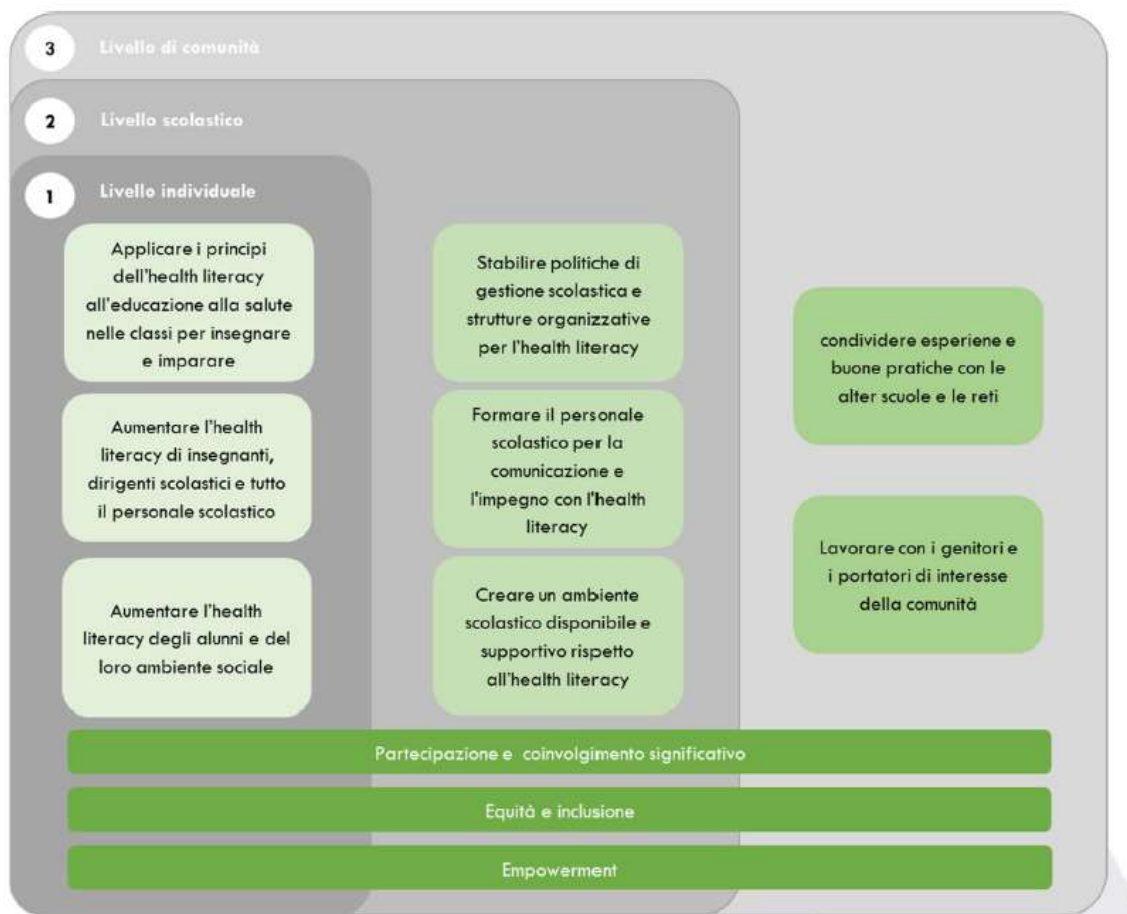 3 Livello di comunità
2 Livello scolastico
1 Livello individuale
Applicare i principi
dell'health literacy
all'educazione alla salute
nelle classi per insegnare
e imparare
Aumentare l'health
literacy di insegnanti,
dirigenti scolastici e tutto
il personale scolastico
Aumentare l'health
literacy degli alunni e del
loro ambiente sociale
Stabilire politiche di
gestione scolastica e
strutture organizzative
per l'health literacy
Formare il personale
scolastico per la
comunicazione e
l'impegno con l'health
literacy
Creare un ambiente
scolastico disponibile e
supportivo rispetto
all'health literacy
condividere esperiene e
buone pratiche con le
alter scuole e le reti
Lavorare con i genitori e
i portatori di interesse
della comunità
Partecipazione e coinvolgimento significativo
Equità e inclusione
Empowerment